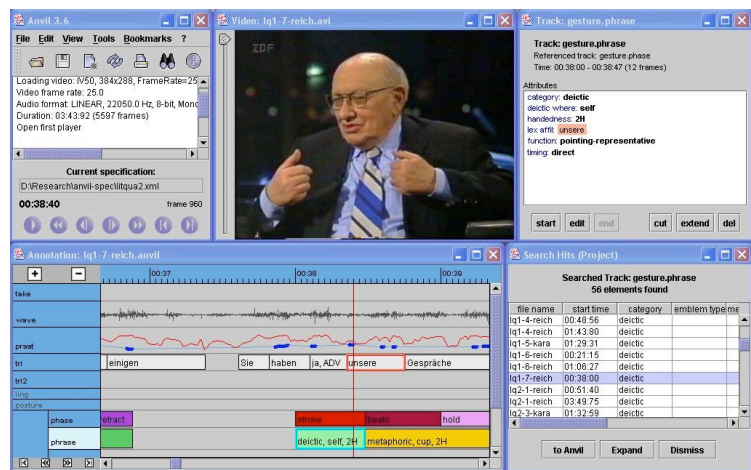 Anvil 3.6
File Edit View Tools Bookmarks ?
Loading video: IV50, 384x288, FrameRate=25
Video frame rate: 25.0
Audio format: LINEAR, 22050.0 Hz, 8-bit, Mono
Duration: 03:43:92 (5597 frames)
Open first player
Current specification:
D:\Research\anvil-spec\litqua2.xml
00:38:40 frame 960
Video: lq1-7-reich.avi
ZDF
Track: gesture.phrase
Track: gesture.phrase
Referenced track: gesture.phase
Time: 00:38:00 - 00:38:47 (12 frames)
Attributes
category: deictic
deictic where: self
handedness: 2H
lex affil: unsere
function: pointing-representative
timing: direct
start edit end cut extend del
Annotation: lq1-7-reich.anvil
+ - 00:37 00:38 00:39
take
wave
praat
trl einigen Sie haben ja, ADV unsere Gespräche
trl2
ling
posture
phase retract stroke beats hold
phrase deictic, self, 2H metaphoric, cup, 2H
Search Hits (Project)
Searched Track: gesture.phrase
56 elements found
file name start time category emblem type me
lq1-4-reich 00:48:56 deictic
lq1-4-reich 01:43:80 deictic
lq1-5-kara 01:29:31 deictic
lq1-6-reich 00:21:15 deictic
lq1-6-reich 01:06:27 deictic
lq1-7-reich 00:38:00 deictic
lq2-1-reich 00:51:40 deictic
lq2-1-reich 03:49:75 deictic
lq2-3-kara 01:32:59 deictic
to Anvil Expand Dismiss